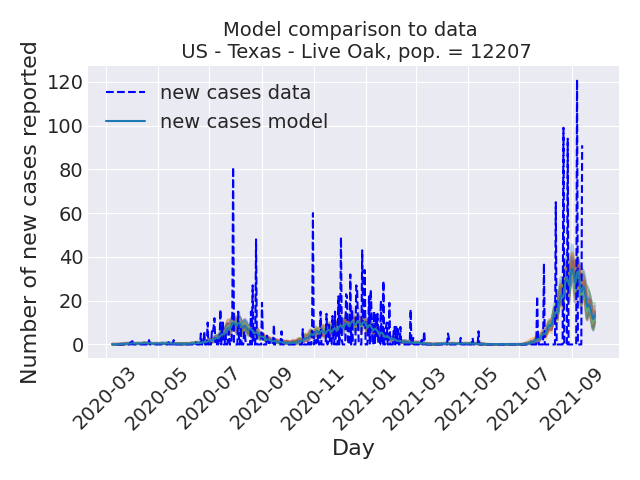 Model comparison to data
US - Texas - Live Oak, pop. = 12207
Number of new cases reported
120
100
80
60
40
20
0
new cases data
new cases model
2020-03
2020-05
2020-07
2020-09
2020-11
2021-01
2021-03
2021-05
2021-07
2021-09
Day